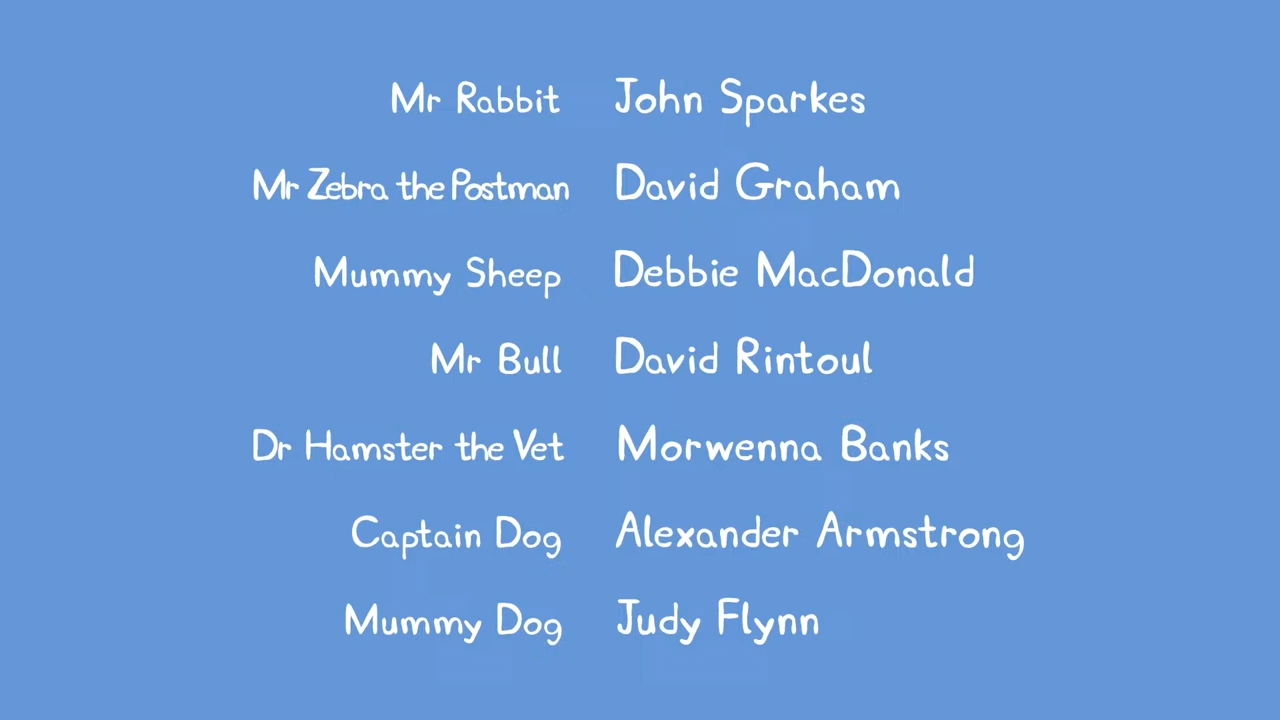 Mr Rabbit John Sparkes
Mr Zebra the Postman David Graham
Mummy Sheep Debbie MacDonald
Mr Bull David Rintoul
Dr Hamster the Vet Morwenna Banks
Captain Dog Alexander Armstrong
Mummy Dog Judy Flynn